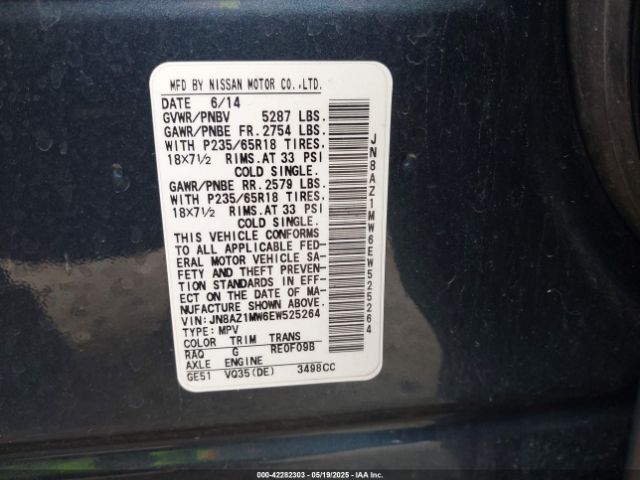 MFD BY NISSAN MOTOR CO.,LTD.
DATE 6/14
GVWR/PNBV 5287 LBS.
GAWR/PNBE FR. 2754 LBS.
WITH P235/65R18 TIRES.
18×7½ RIMS.AT 33 PSI
COLD SINGLE.
GAWR/PNBE RR. 2579 LBS.
WITH P235/65R18 TIRES.
18×7½ RIMS.AT 33 PSI
COLD SINGLE.
THIS VEHICLE CONFORMS
TO ALL APPLICABLE FED-
ERAL MOTOR VEHICLE SA-
FETY AND THEFT PREVEN-
TION STANDARDS IN EFF-
ECT ON THE DATE OF MA-
NUFACTURE SHOWN ABOVE.
VIN: JN8AZ1MW6EW525264
TYPE: MPV
COLOR TRIM TRANS
RAQ G RE0F09B
AXLE ENGINE
GE51 VQ35(DE) 3498CC
JN8AZ1MW6EW525264
000-42282303 - 05/19/2025 - IAA Corp.